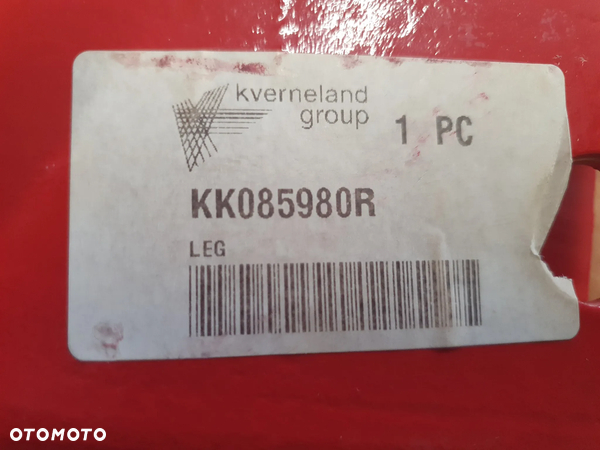 kverneland
group
1 PC
KK085980R
LEG
OTOMOTO